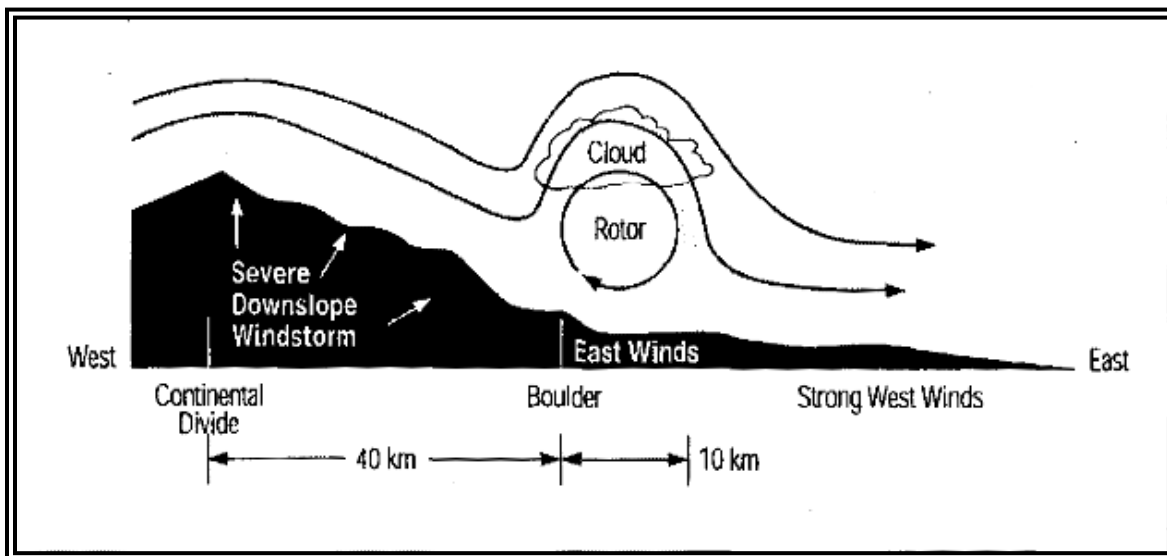 Cloud
Rotor
Severe
Downslope
Windstorm
West
East Winds
East
Continental
Divide
Boulder
Strong West Winds
40 km
10 km